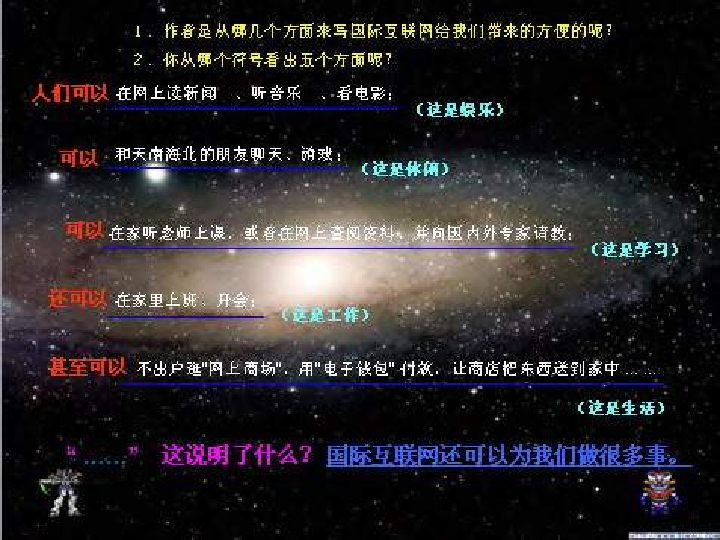 1．作者是从哪几个方面来写国际互联网给我们带来的方便的呢？
2．你从哪个符号看出五个方面呢？
人们可以 在网上读新闻 、听音乐 、看电影；
（这是娱乐）
可以 和天南海北的朋友聊天、游戏；
（这是休闲）
可以 在家听老师上课，或者在网上查阅资料，并向国内外专家请教；
（这是学习）
还可以 在家里上班、开会；
（这是工作）
甚至可以 不出户逛"网上商场"，用"电子钱包"付款，让商店把东西送到家中……
（这是生活）
“……” 这说明了什么？国际互联网还可以为我们做很多事。